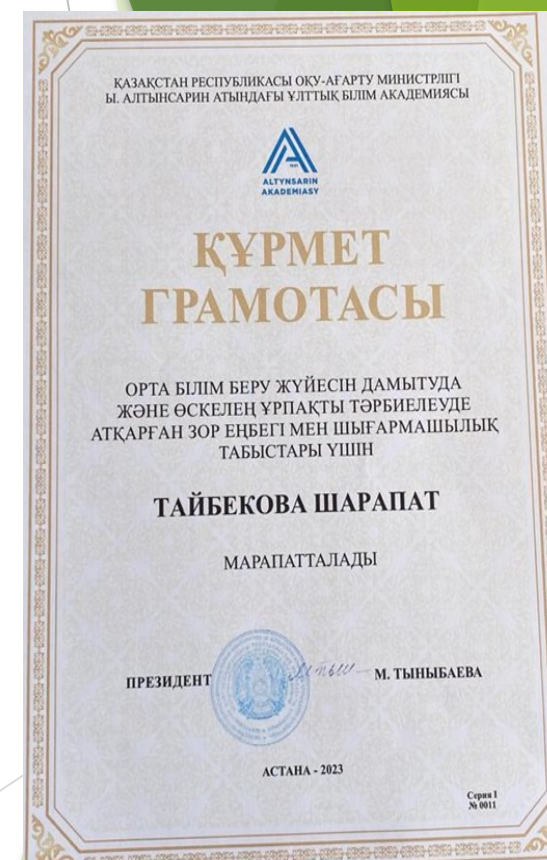 ҚАЗАҚСТАН РЕСПУБЛИКАСЫ ОҚУ-АҒАРТУ МИНИСТРЛІГІ
Ы. АЛТЫНСАРИН АТЫНДАҒЫ ҰЛТТЫҚ БІЛІМ АКАДЕМИЯСЫ
ALTYNSARIN
AKADEMIASY
ҚҰРМЕТ
ГРАМОТАСЫ
ОРТА БІЛІМ БЕРУ ЖҮЙЕСІН ДАМЫТУДА
ЖӘНЕ ӨСКЕЛЕҢ ҰРПАҚТЫ ТӘРБИЕЛЕУДЕ
АТҚАРҒАН ЗОР ЕҢБЕГІ МЕН ШЫҒАРМАШЫЛЫҚ
ТАБЫСТАРЫ ҮШІН
ТАЙБЕКОВА ШАРАПАТ
МАРАПАТТАЛАДЫ
ПРЕЗИДЕНТ М. ТЫНЫБАЕВА
АСТАНА - 2023
Серия І
№ 0011